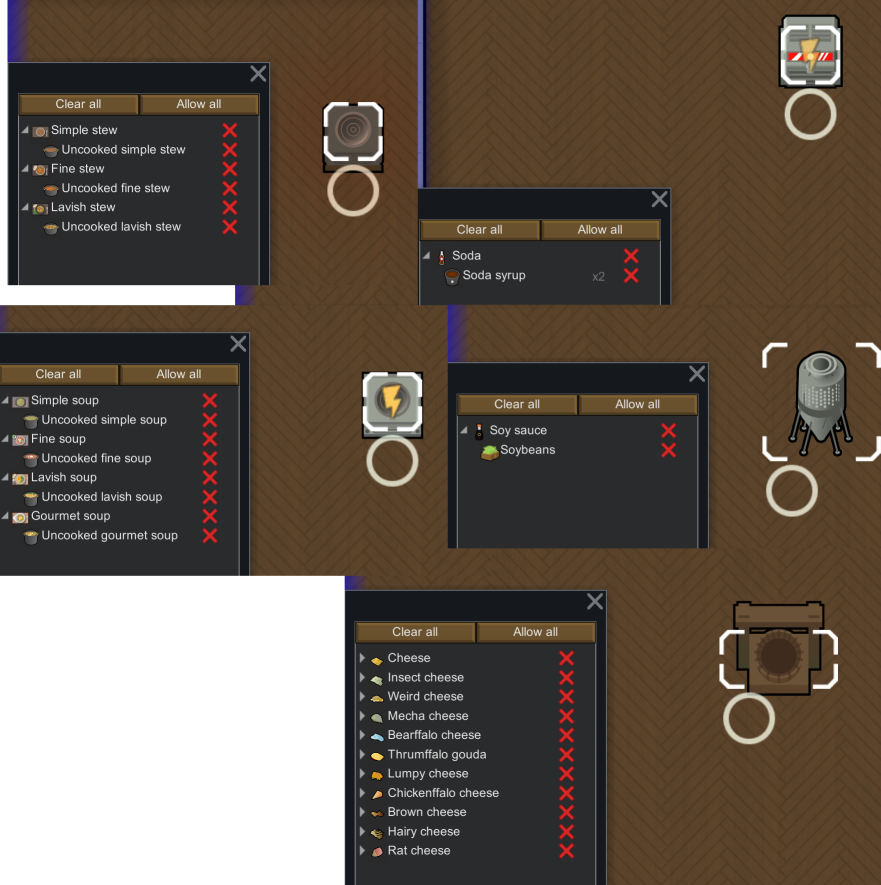 Clear all Allow all
Simple stew
Uncooked simple stew
Fine stew
Uncooked fine stew
Lavish stew
Uncooked lavish stew
Clear all Allow all
Soda
Soda syrup x2
Clear all Allow all
Simple soup
Uncooked simple soup
Fine soup
Uncooked fine soup
Lavish soup
Uncooked lavish soup
Gourmet soup
Uncooked gourmet soup
Clear all Allow all
Soy sauce
Soybeans
Clear all Allow all
Cheese
Insect cheese
Weird cheese
Mecha cheese
Bearffalo cheese
Thrumffalo gouda
Lumpy cheese
Chickenffalo cheese
Brown cheese
Hairy cheese
Rat cheese